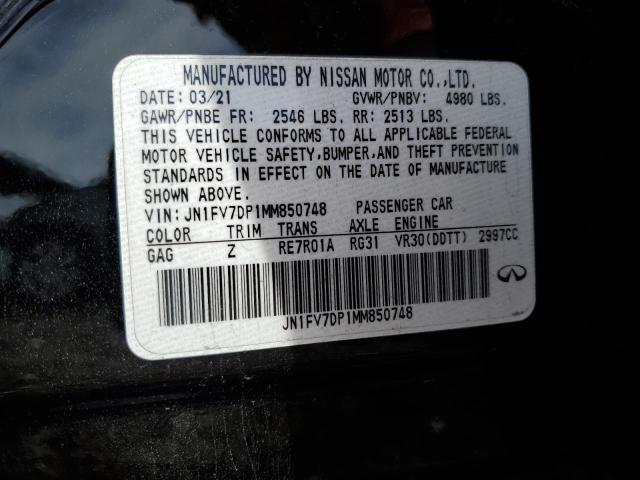 MANUFACTURED BY NISSAN MOTOR CO.,LTD.
DATE: 03/21 GVWR/PNBV: 4980 LBS.
GAWR/PNBE FR: 2546 LBS. RR: 2513 LBS.
THIS VEHICLE CONFORMS TO ALL APPLICABLE FEDERAL
MOTOR VEHICLE SAFETY,BUMPER,AND THEFT PREVENTION
STANDARDS IN EFFECT ON THE DATE OF MANUFACTURE
SHOWN ABOVE.
VIN: JN1FV7DP1MM850748 PASSENGER CAR
COLOR TRIM TRANS AXLE ENGINE
GAG Z RE7R01A RG31 VR30(DDTT) 2997CC
JN1FV7DP1MM850748